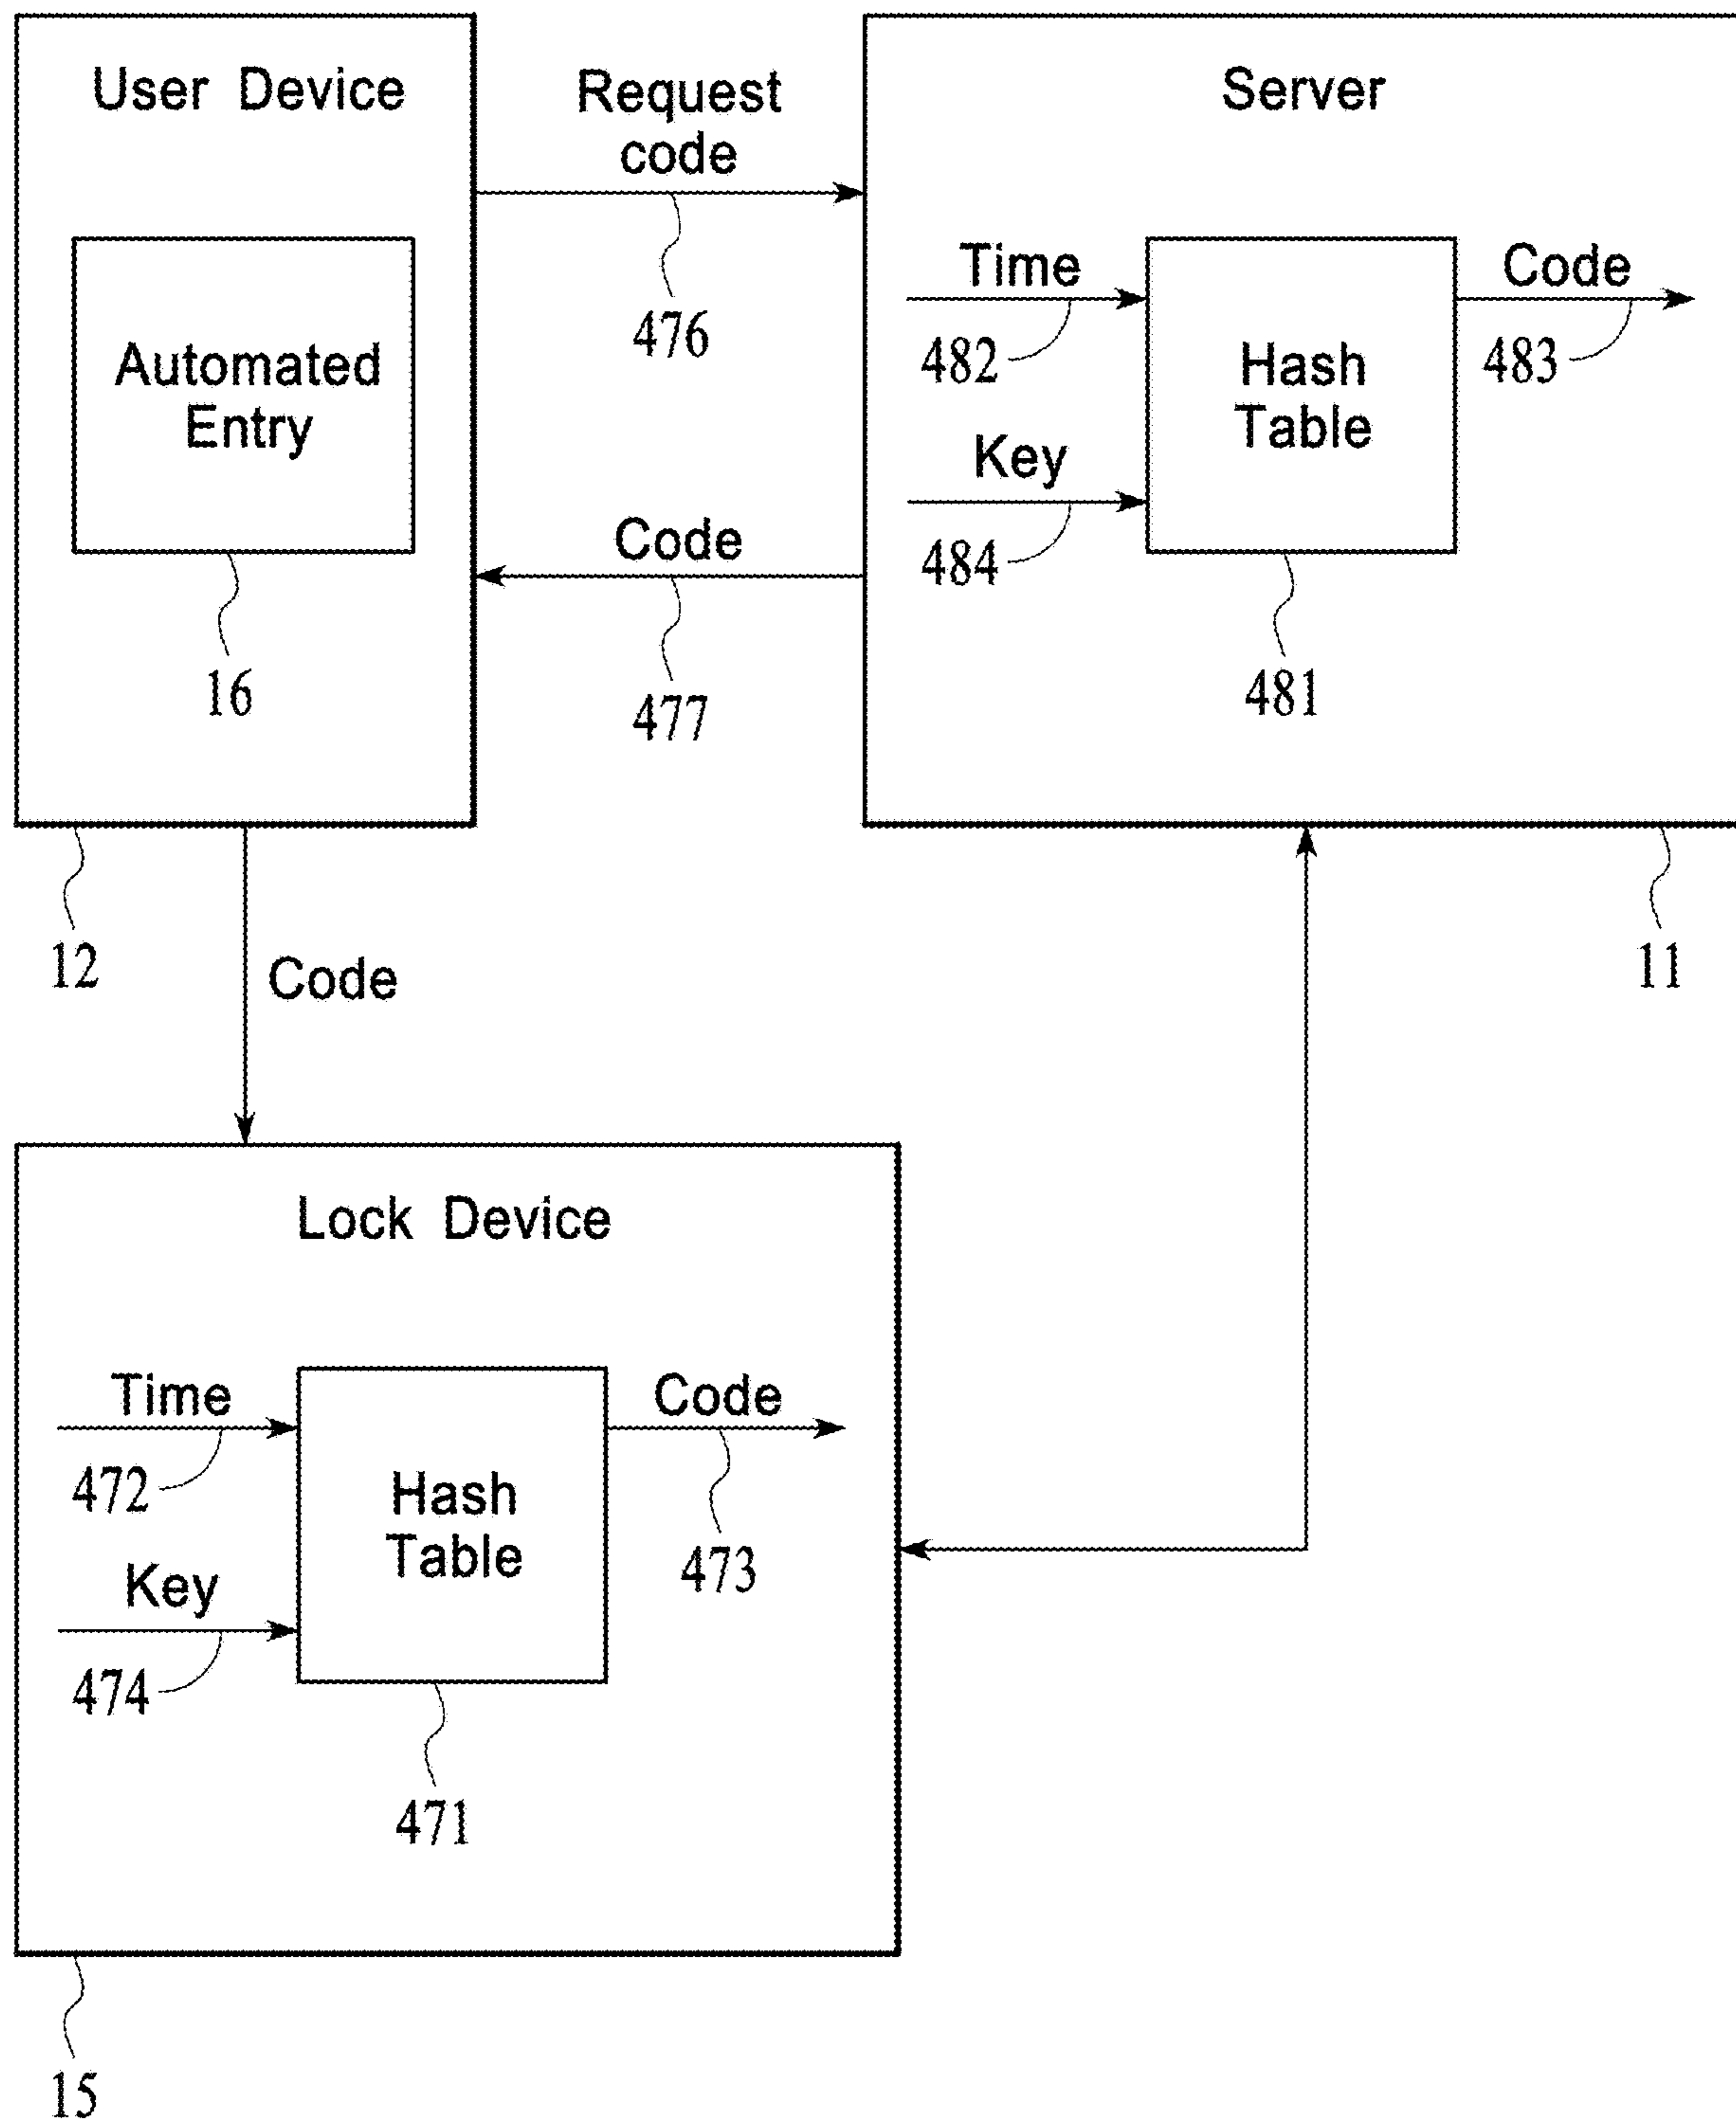 User Device
Request
code
Server
476
Automated
Entry
16
Time
482
Key
484
Hash
Table
481
Code
483
Code
477
12
11
Code
Lock Device
Time
472
Key
474
Hash
Table
471
Code
473
15